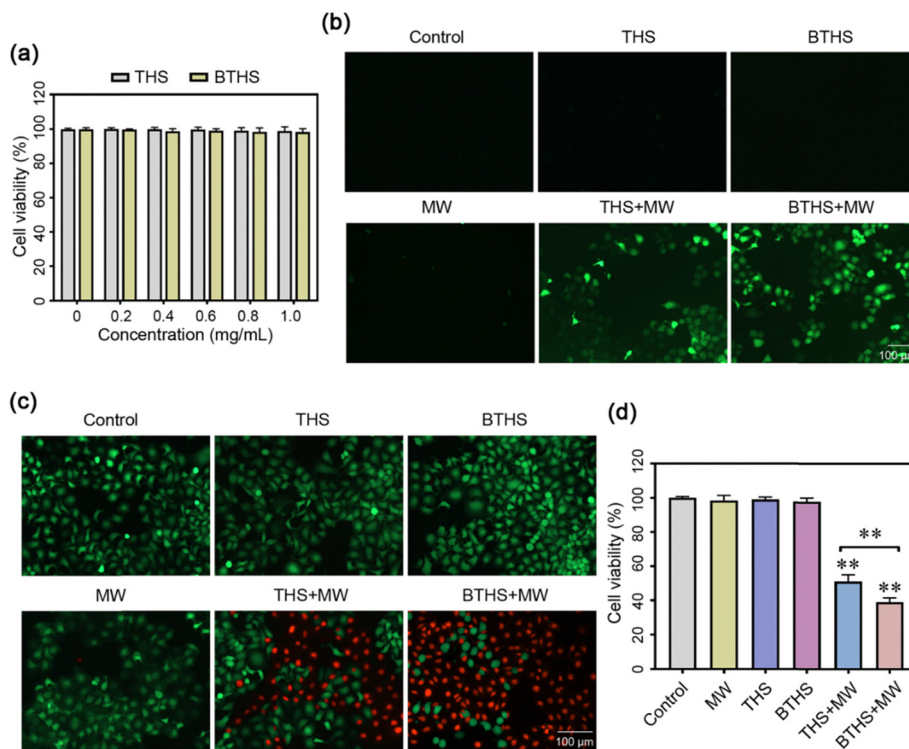 (a)
THS BTHS
Cell viability (%)
120
100
80
60
40
20
0
0 0.2 0.4 0.6 0.8 1.0
Concentration (mg/mL)
(b)
Control THS BTHS
MW THS+MW BTHS+MW
100 μm
(c)
Control THS BTHS
MW THS+MW BTHS+MW
100 μm
(d)
Cell viability (%)
120
100
80
60
40
20
0
**
** **
Control MW THS BTHS THS+MW BTHS+MW